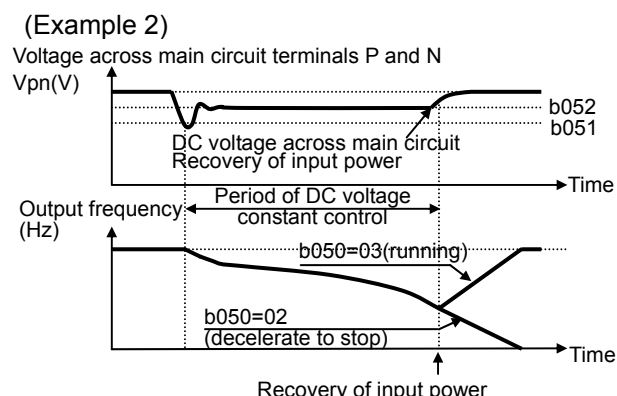 (Example 2)
Voltage across main circuit terminals P and N
Vpn(V)
b052
b051
DC voltage across main circuit
Recovery of input power
Time
Output frequency
(Hz)
Period of DC voltage
constant control
b050=03(running)
b050=02
(decelerate to stop)
Time
Recovery of input power